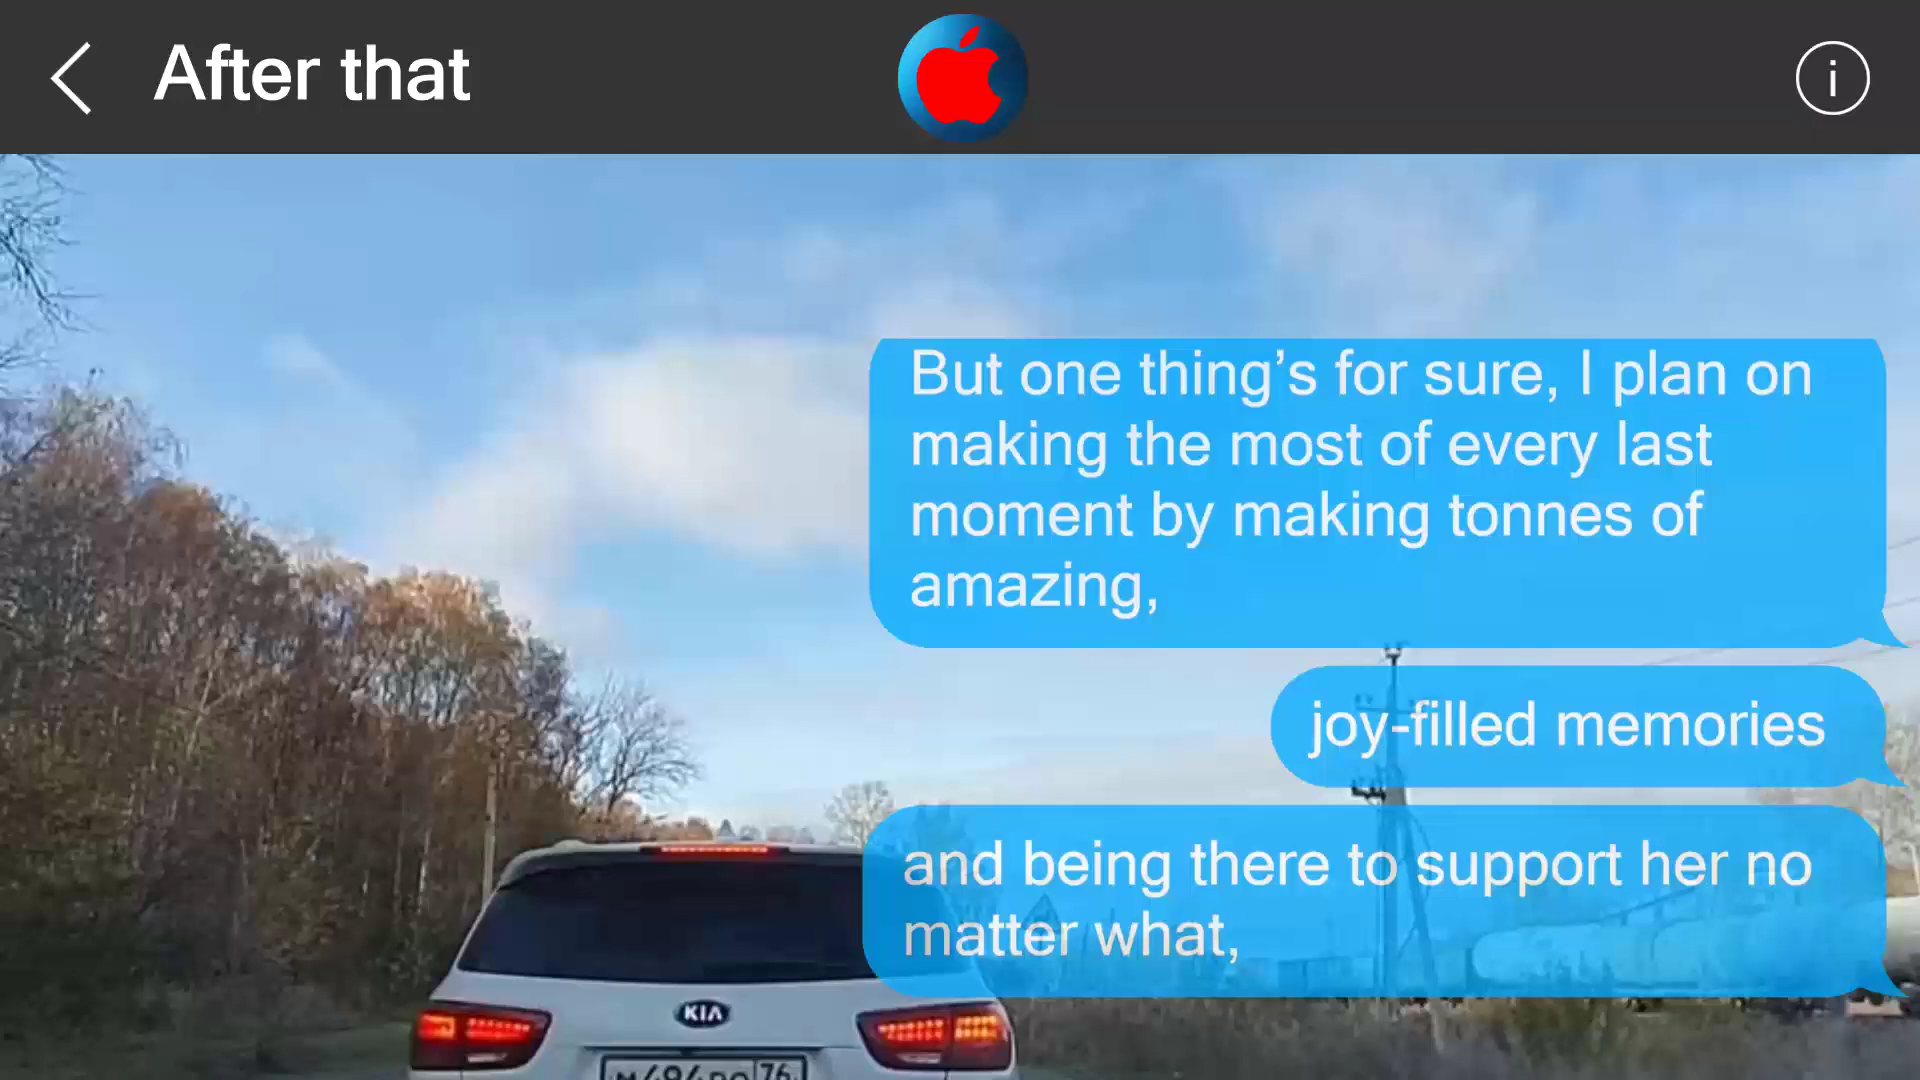 After that
i
But one thing’s for sure, I plan on
making the most of every last
moment by making tonnes of
amazing,
joy-filled memories
and being there to support her no
matter what,
KIA
76